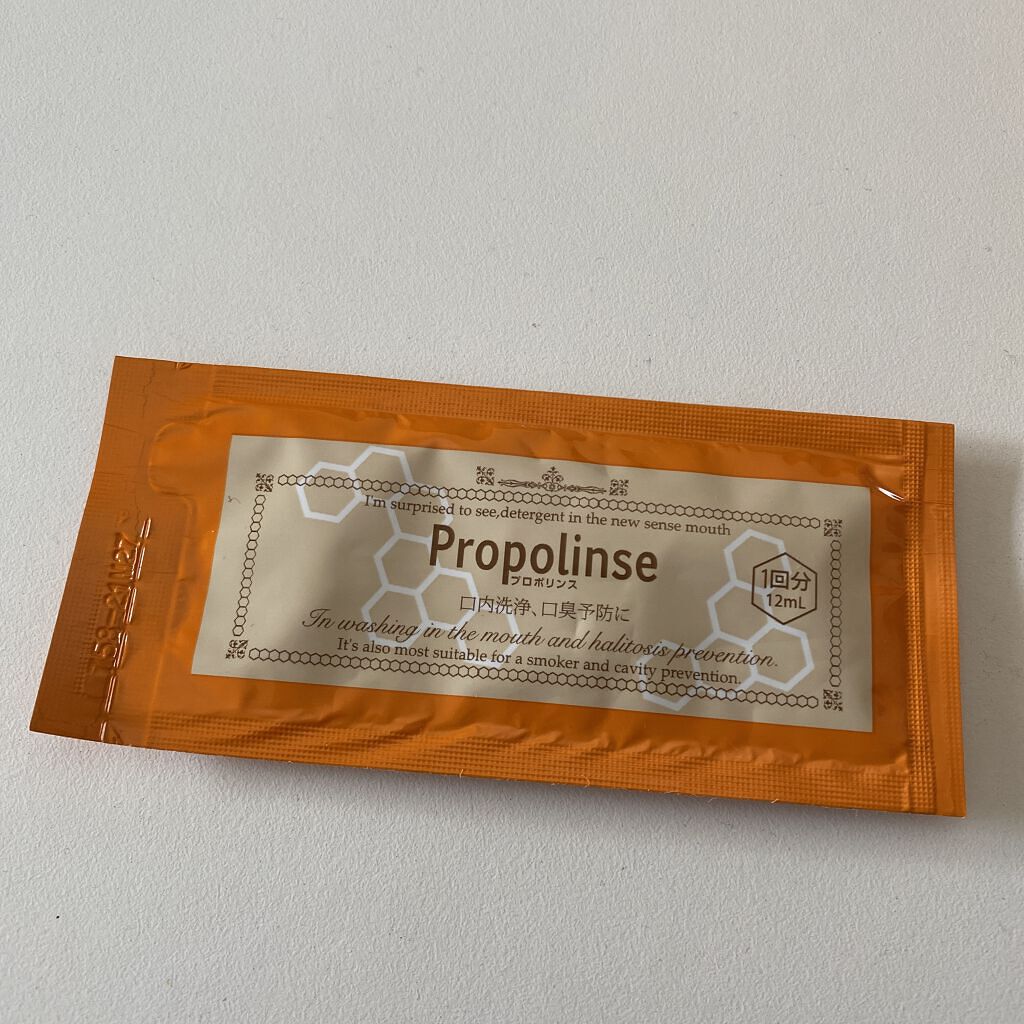 I'm surprised to see,detergent in the new sense mouth
Propolinse
プロポリンス
口内洗浄、口臭予防に
In washing in the mouth and halitosis prevention.
It's also most suitable for a smoker and cavity prevention.
1回分
12mL